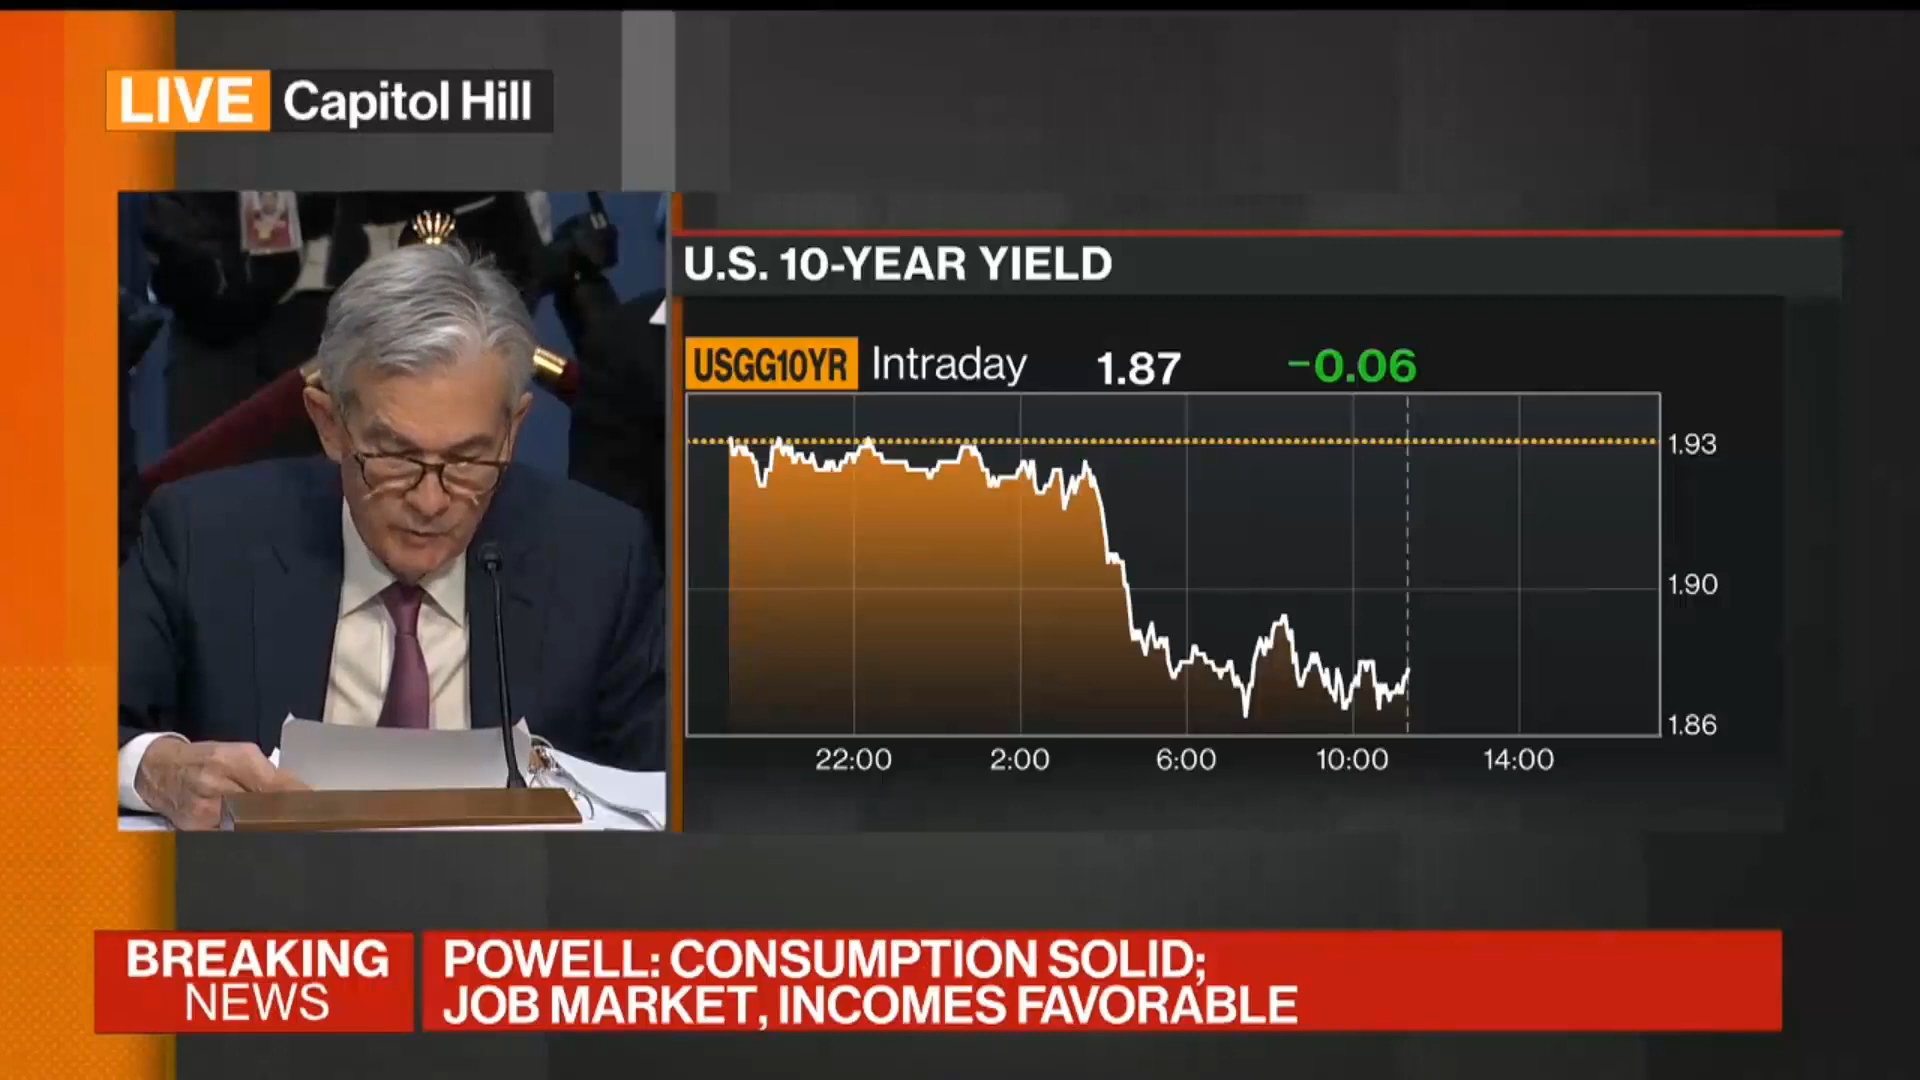 LIVE Capitol Hill
U.S. 10-YEAR YIELD
USGG10YR Intraday 1.87 -0.06
1.93
1.90
1.86
22:00 2:00 6:00 10:00 14:00
BREAKING
NEWS
POWELL: CONSUMPTION SOLID;
JOB MARKET, INCOMES FAVORABLE